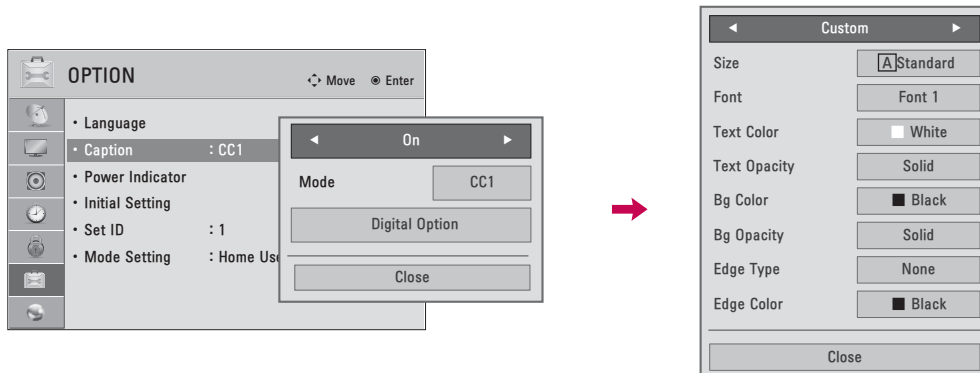 OPTION
Move Enter
• Language
• Caption : CC1
• Power Indicator
• Initial Setting
• Set ID : 1
• Mode Setting : Home Use
◄ On ►
Mode CC1
Digital Option
Close
◄ Custom ►
Size A Standard
Font Font 1
Text Color White
Text Opacity Solid
Bg Color Black
Bg Opacity Solid
Edge Type None
Edge Color Black
Close